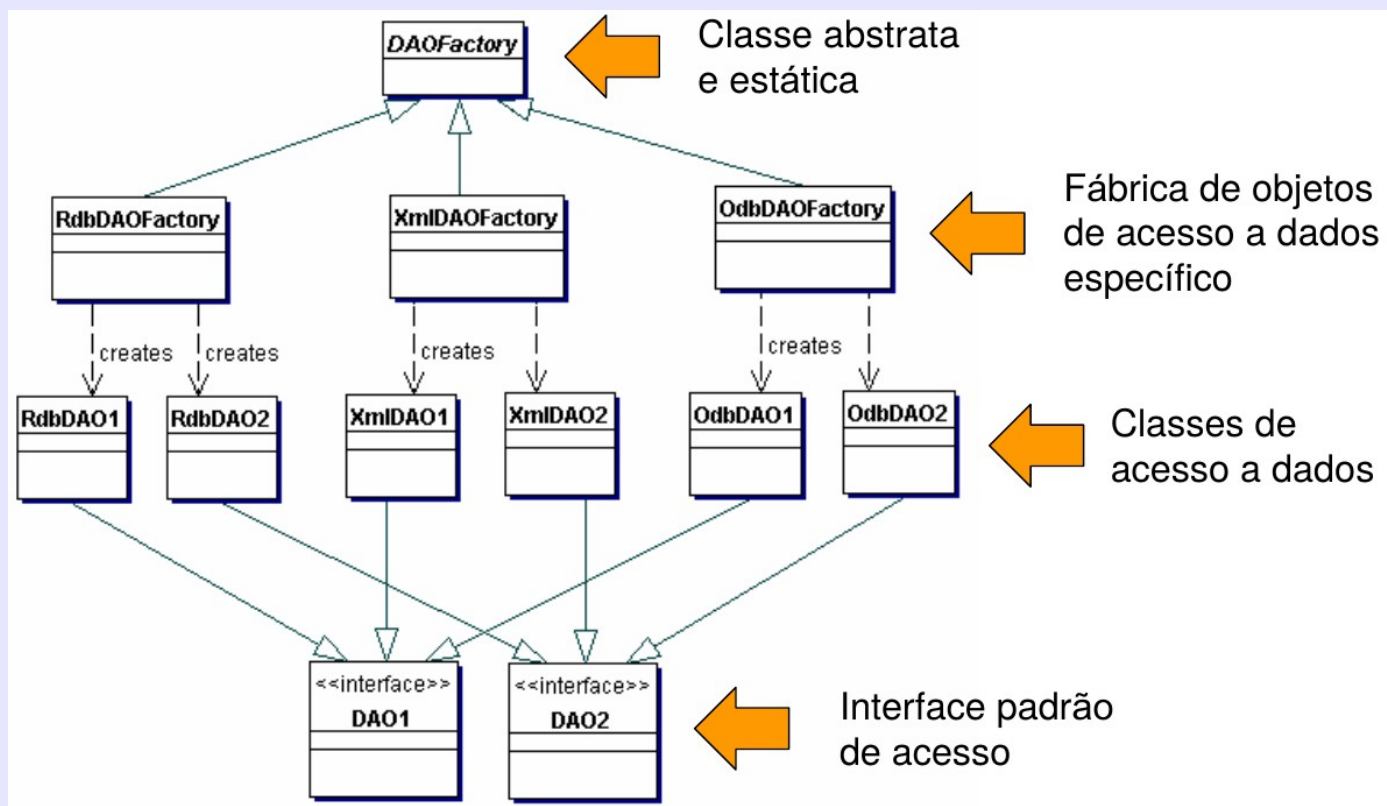 DAOFactory
Classe abstrata
e estática
RdbDAOFactory
XmlDAOFactory
OdbDAOFactory
Fábrica de objetos
de acesso a dados
específico
creates
creates
creates
creates
RdbDAO1
RdbDAO2
XmlDAO1
XmlDAO2
OdbDAO1
OdbDAO2
Classes de
acesso a dados
<<interface>>
DAO1
<<interface>>
DAO2
Interface padrão
de acesso